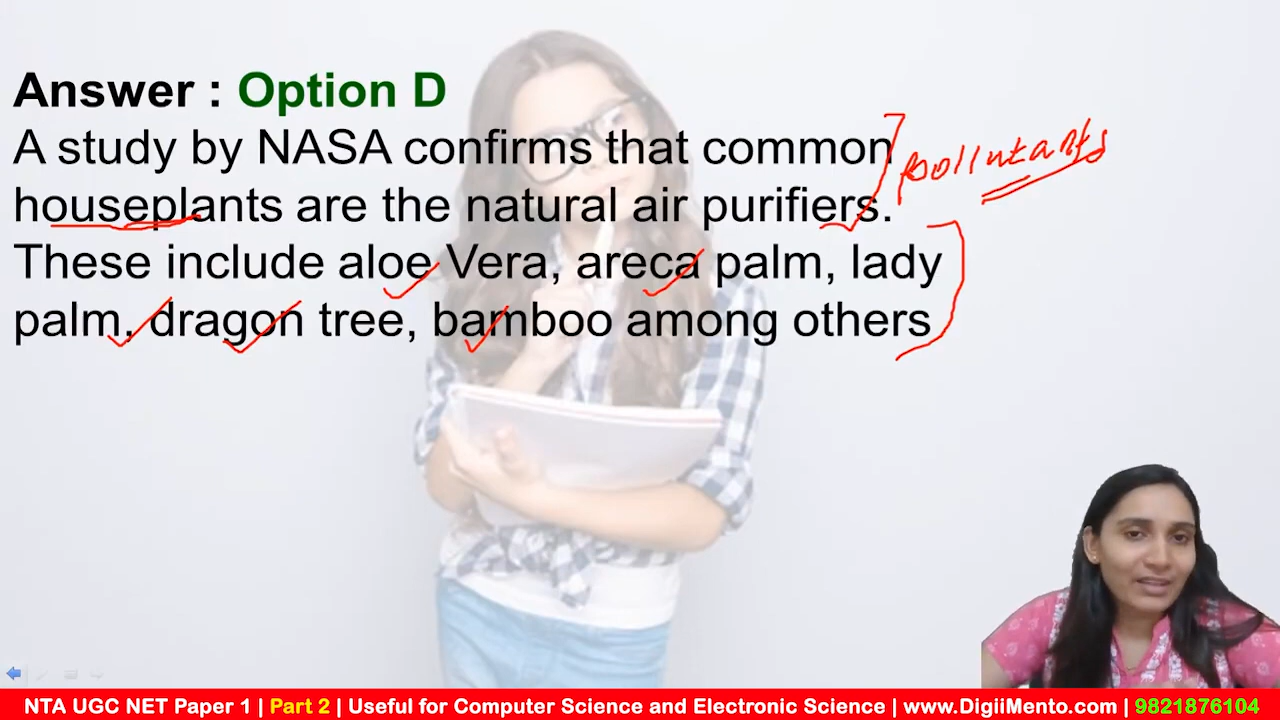 Answer : Option D
A study by NASA confirms that common
houseplants are the natural air purifiers.
These include aloe Vera, areca palm, lady
palm, dragon tree, bamboo among others
pollutants
NTA UGC NET Paper 1 | Part 2 | Useful for Computer Science and Electronic Science | www.DigiiMento.com | 9821876104